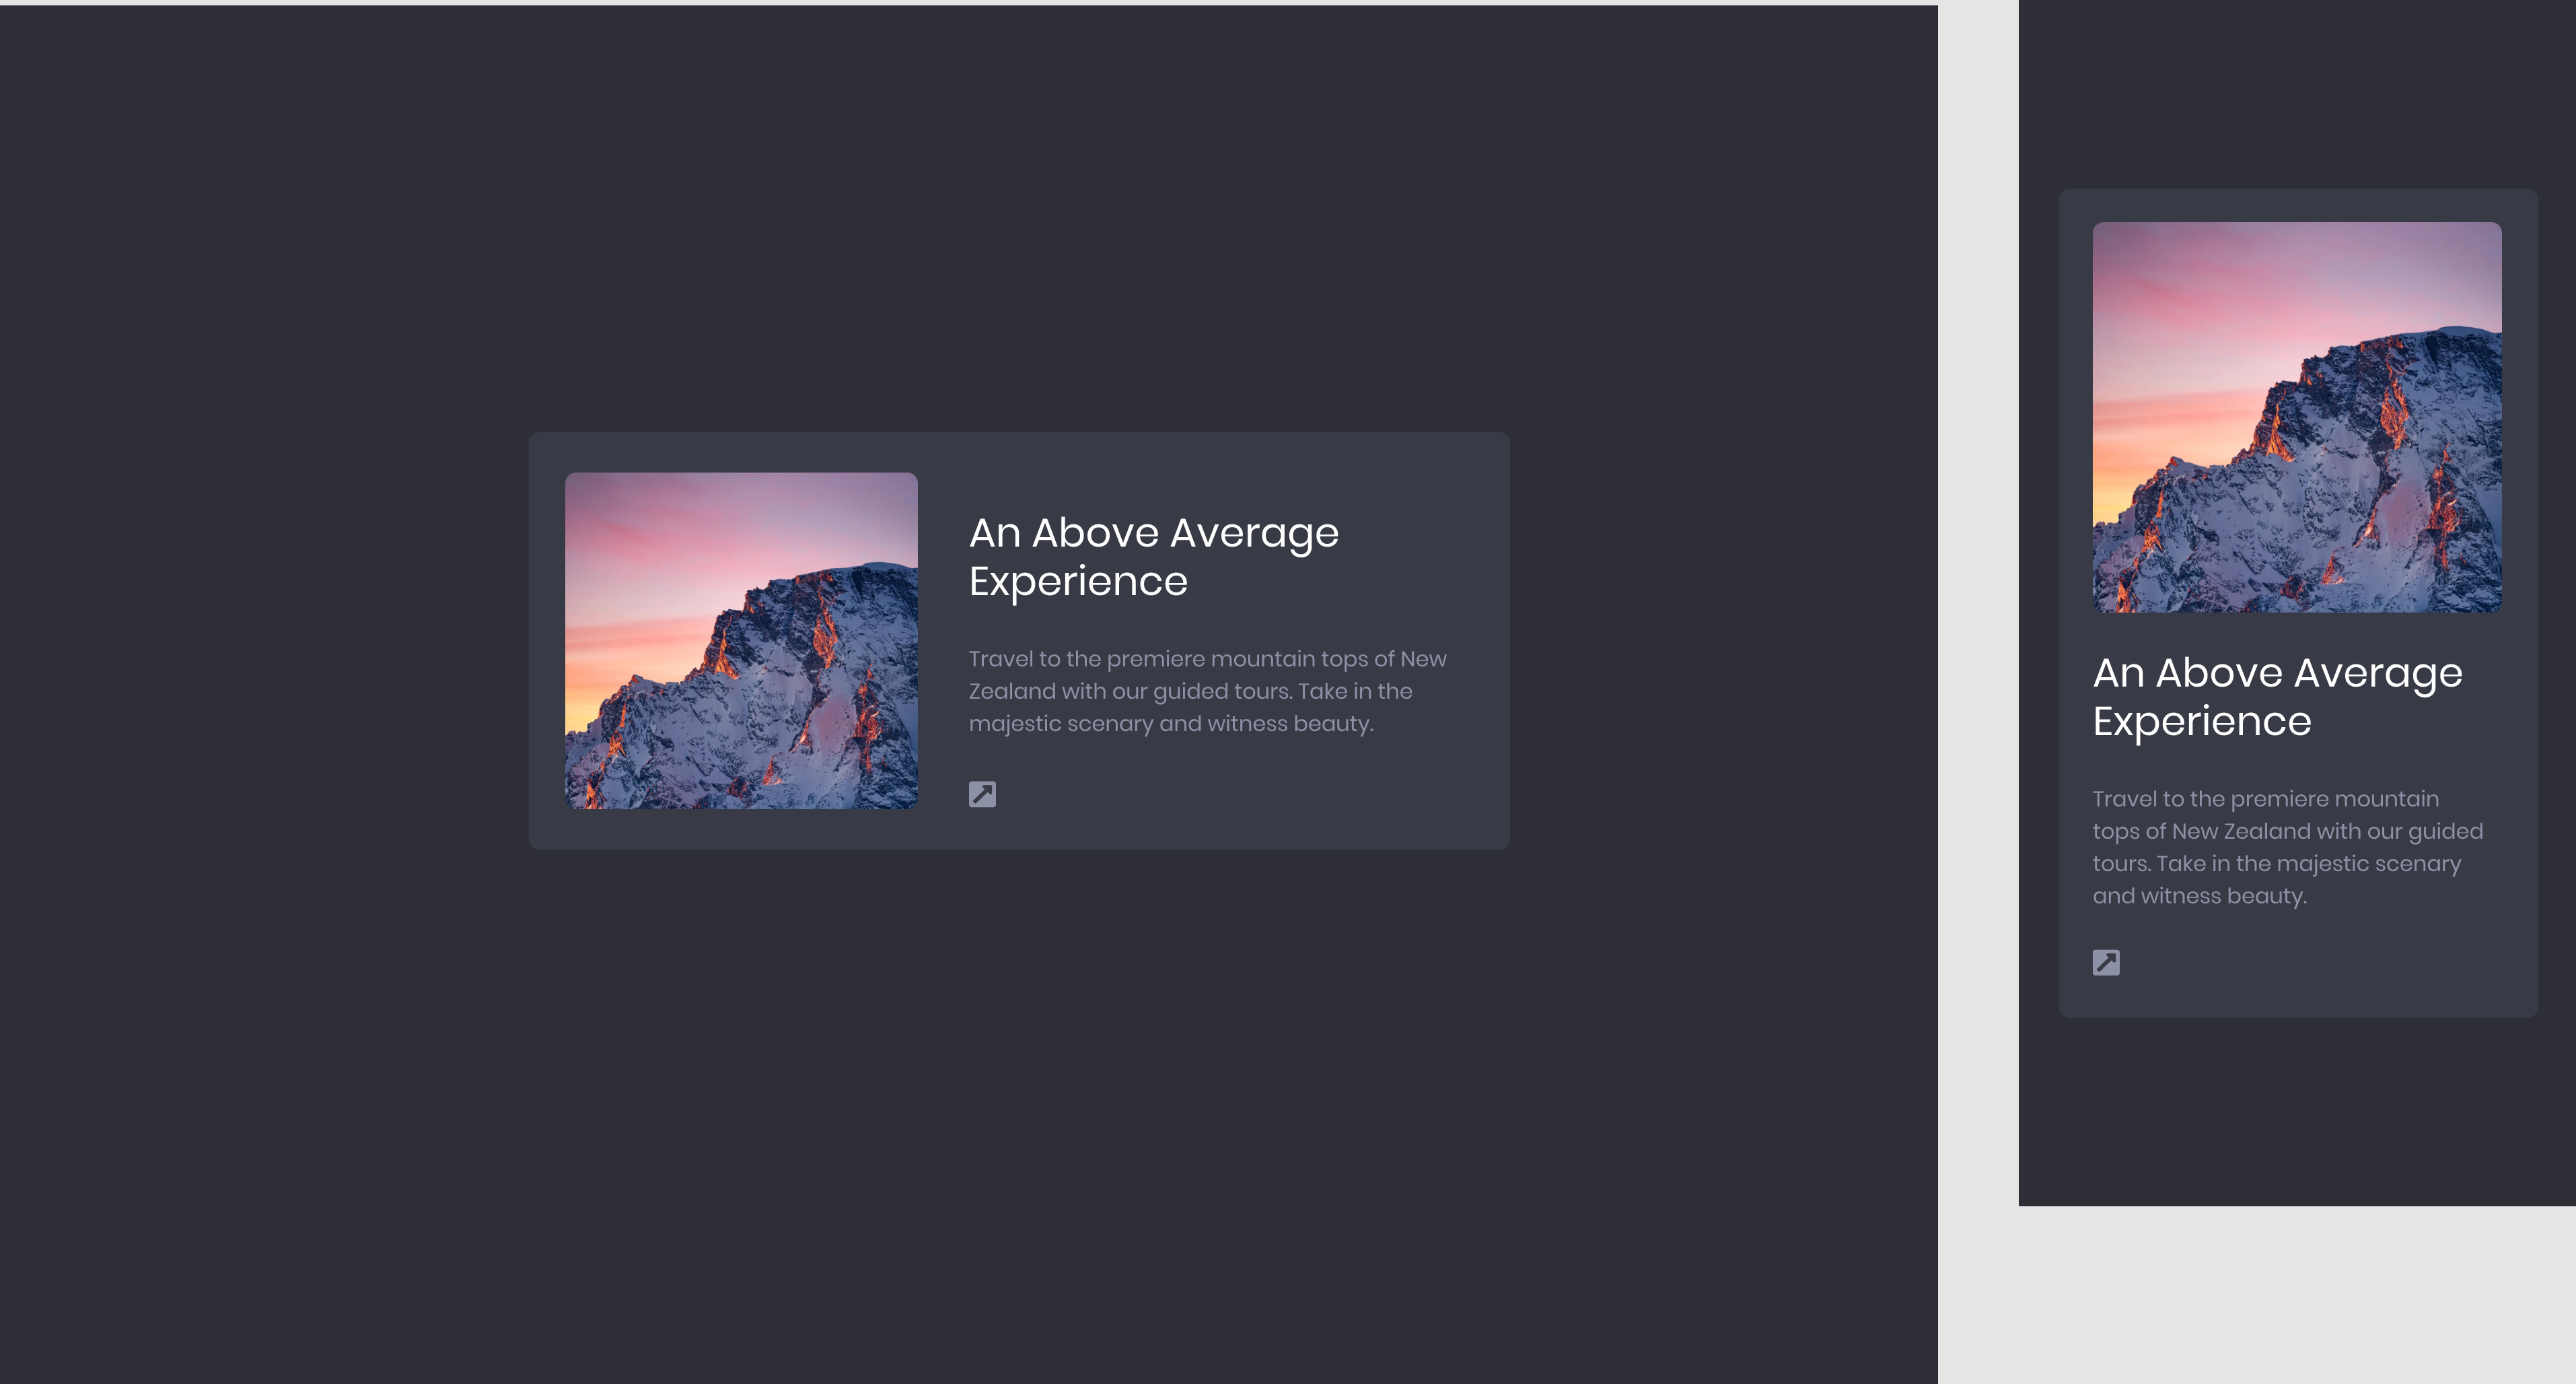 An Above Average
Experience
Travel to the premiere mountain tops of New
Zealand with our guided tours. Take in the
majestic scenary and witness beauty.
An Above Average
Experience
Travel to the premiere mountain
tops of New Zealand with our guided
tours. Take in the majestic scenary
and witness beauty.